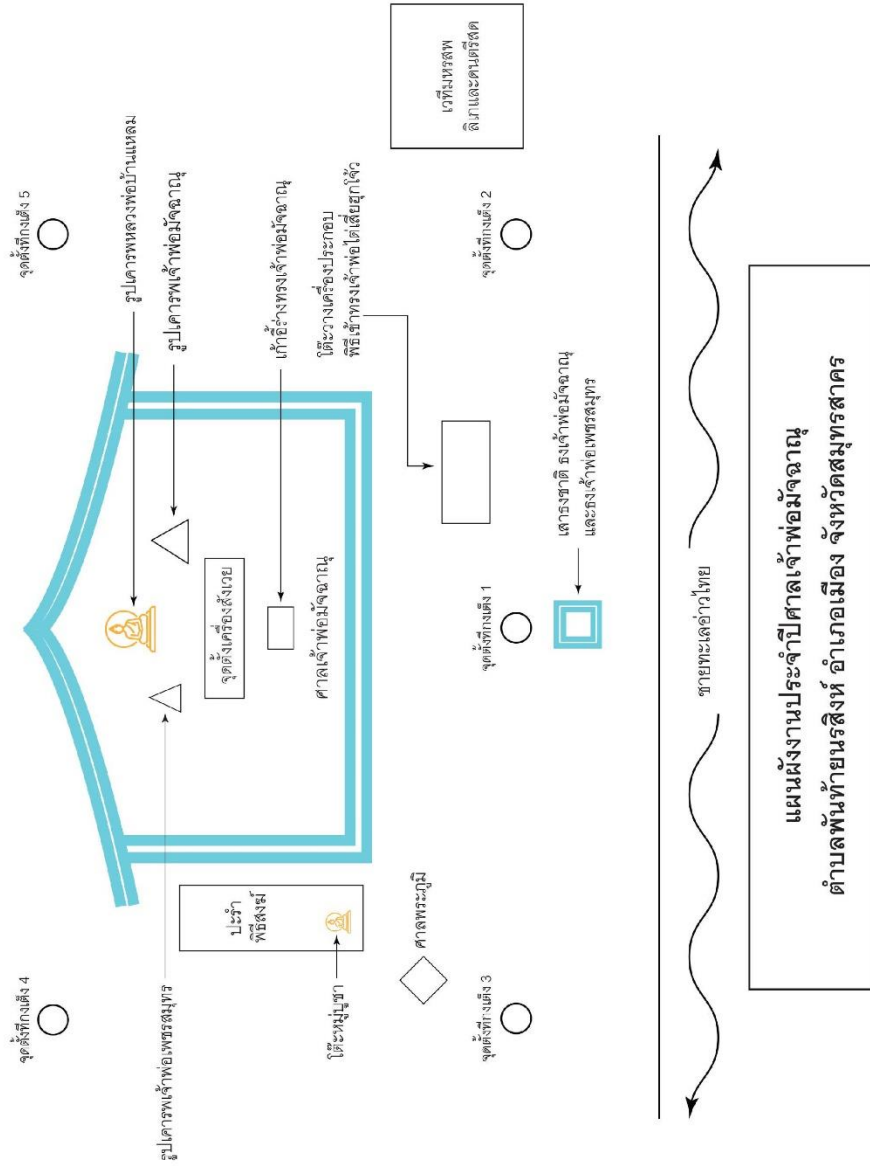 จุดตั้งทีกงเต๊ง 4
จุดตั้งทีกงเต๊ง 5
รูปเคารพหลวงพ่อบ้านแหลม
รูปเคารพเจ้าพ่อมัจฉาณุ
รูปเคารพเจ้าพ่อเพชรสมุทร
จุดตั้งเครื่องสังเวย
เก้าอี้ร่างทรงเจ้าพ่อมัจฉาณุ
ศาลเจ้าพ่อมัจฉาณุ
ปะรำ
พิธีสงฆ์
โต๊ะหมู่บูชา
ศาลพระภูมิ
โต๊ะวางเครื่องประกอบ
พิธีเข้าทรงเจ้าพ่อไต่เสี่ยฮุกโจ้ว
เวทีมหรสพ
ลิเกและดนตรีสด
จุดตั้งทีกงเต๊ง 3
จุดตั้งทีกงเต๊ง 1
จุดตั้งทีกงเต๊ง 2
เสาธงชาติ ธงเจ้าพ่อมัจฉาณุ
และธงเจ้าพ่อเพชรสมุทร
ชายทะเลอ่าวไทย
แผนผังงานประจำปีศาลเจ้าพ่อมัจฉาณุ
ตำบลพันท้ายนรสิงห์ อำเภอเมือง จังหวัดสมุทรสาคร